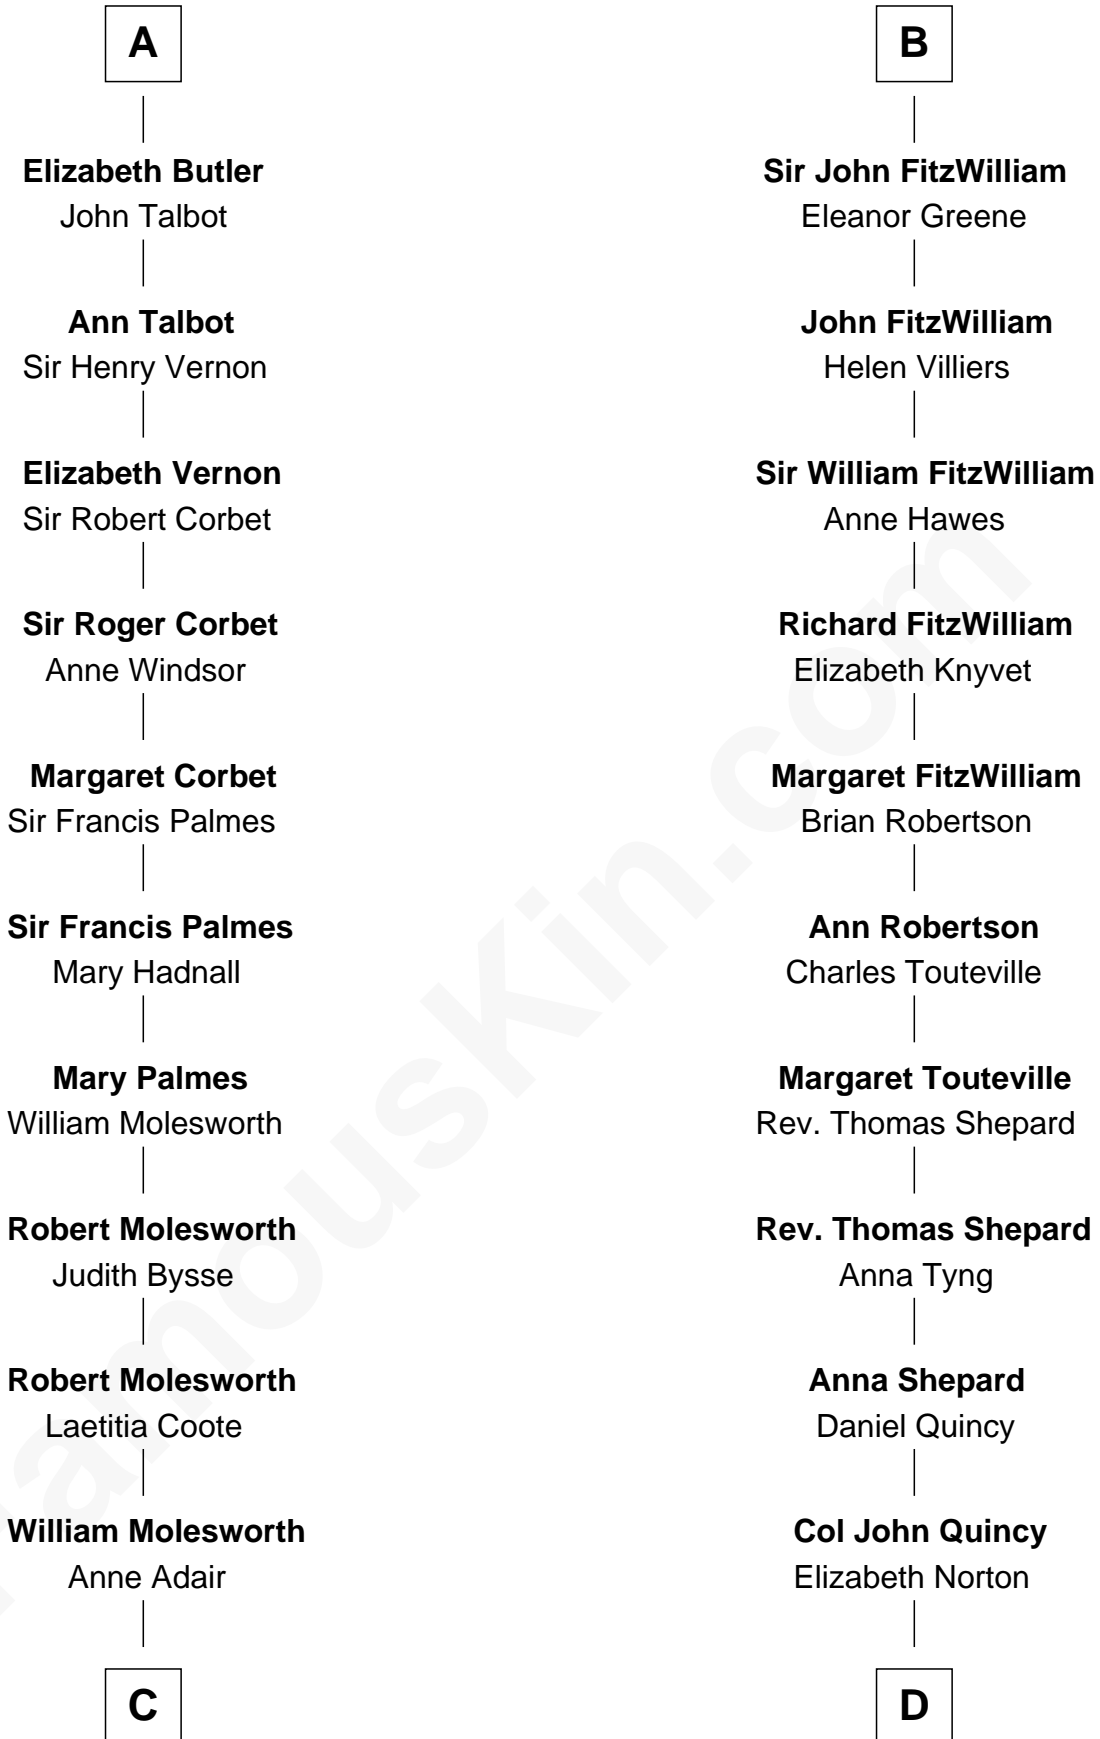 A
Elizabeth Butler
John Talbot
Ann Talbot
Sir Henry Vernon
Elizabeth Vernon
Sir Robert Corbet
Sir Roger Corbet
Anne Windsor
Margaret Corbet
Sir Francis Palmes
Sir Francis Palmes
Mary Hadnall
Mary Palmes
William Molesworth
Robert Molesworth
Judith Bysse
Robert Molesworth
Laetitia Coote
William Molesworth
Anne Adair
C
B
Sir John FitzWilliam
Eleanor Greene
John FitzWilliam
Helen Villiers
Sir William FitzWilliam
Anne Hawes
Richard FitzWilliam
Elizabeth Knyvet
Margaret FitzWilliam
Brian Robertson
Ann Robertson
Charles Touteville
Margaret Touteville
Rev. Thomas Shepard
Rev. Thomas Shepard
Anna Tyng
Anna Shepard
Daniel Quincy
Col John Quincy
Elizabeth Norton
D
FamousKin.com